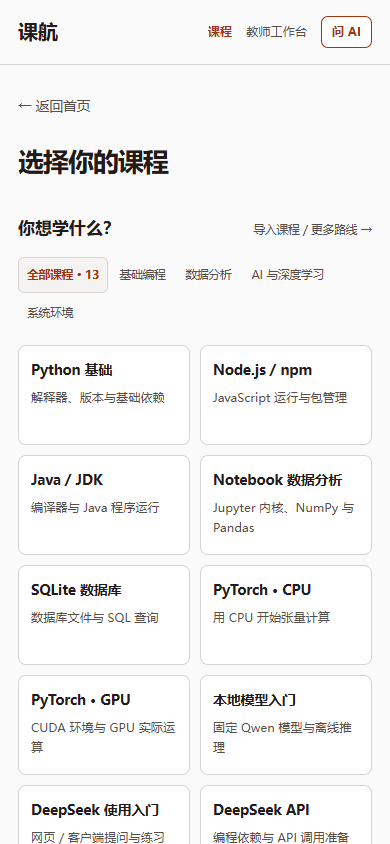 课航
课程 教师工作台 问 AI
← 返回首页
选择你的课程
你想学什么？
导入课程 / 更多路线 →
全部课程 · 13 基础编程 数据分析 AI 与深度学习
系统环境
Python 基础
解释器、版本与基础依赖
Node.js / npm
JavaScript 运行与包管理
Java / JDK
编译器与 Java 程序运行
Notebook 数据分析
Jupyter 内核、NumPy 与
Pandas
SQLite 数据库
数据库文件与 SQL 查询
PyTorch · CPU
用 CPU 开始张量计算
PyTorch · GPU
CUDA 环境与 GPU 实际运
算
本地模型入门
固定 Qwen 模型与离线推
理
DeepSeek 使用入门
网页 / 客户端提问与练习
DeepSeek API
编程依赖与 API 调用准备